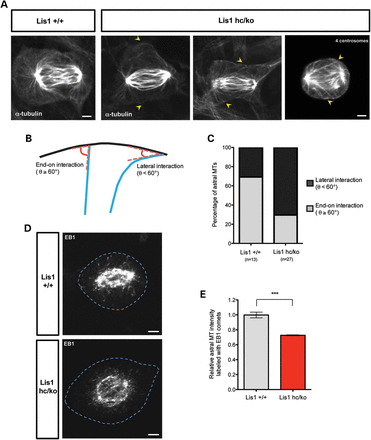 A
Lis1 +/+
Lis1 hc/ko
4 centrosomes
α-tubulin
α-tubulin
B
End-on interaction
(θ ≥ 60°)
Lateral interaction
(θ < 60°)
C
Percentage of astral MTs
100
80
60
40
20
0
Lis1 +/+
(n=13)
Lis1 hc/ko
(n=27)
Lateral interaction
(θ<60°)
End-on interaction
(θ ≥ 60°)
D
Lis1
+/+
EB1
Lis1
hc/ko
EB1
E
Relative astral MT intensity
labelled with EB1 comets
1.4
1.2
1.0
0.8
0.6
0.4
0.2
0.0
***
Lis1 +/+
Lis1 hc/ko